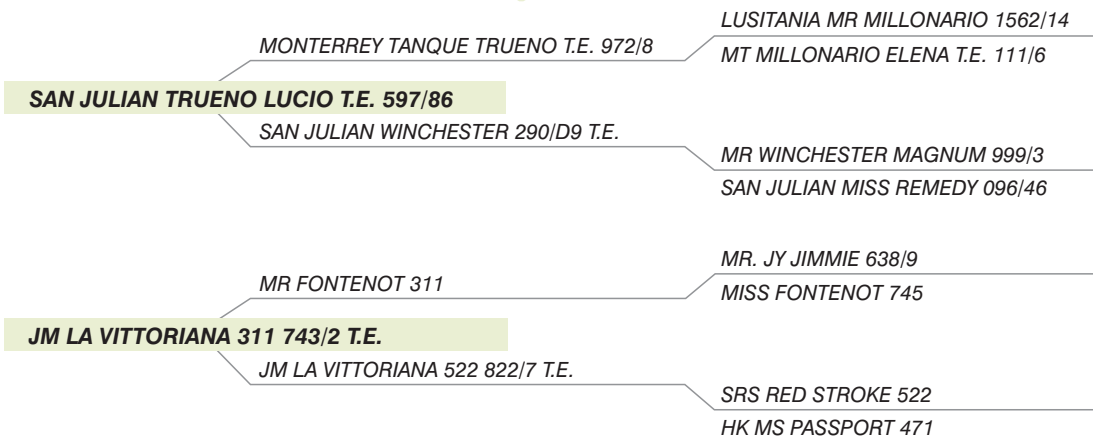 LUSITANIA MR MILLONARIO 1562/14
MONTERREY TANQUE TRUENO T.E. 972/8
MT MILLONARIO ELENA T.E. 111/6
SAN JULIAN TRUENO LUCIO T.E. 597/86
SAN JULIAN WINCHESTER 290/D9 T.E.
MR WINCHESTER MAGNUM 999/3
SAN JULIAN MISS REMEDY 096/46
MR. JY JIMMIE 638/9
MR FONTENOT 311
MISS FONTENOT 745
JM LA VITTORIANA 311 743/2 T.E.
JM LA VITTORIANA 522 822/7 T.E.
SRS RED STROKE 522
HK MS PASSPORT 471